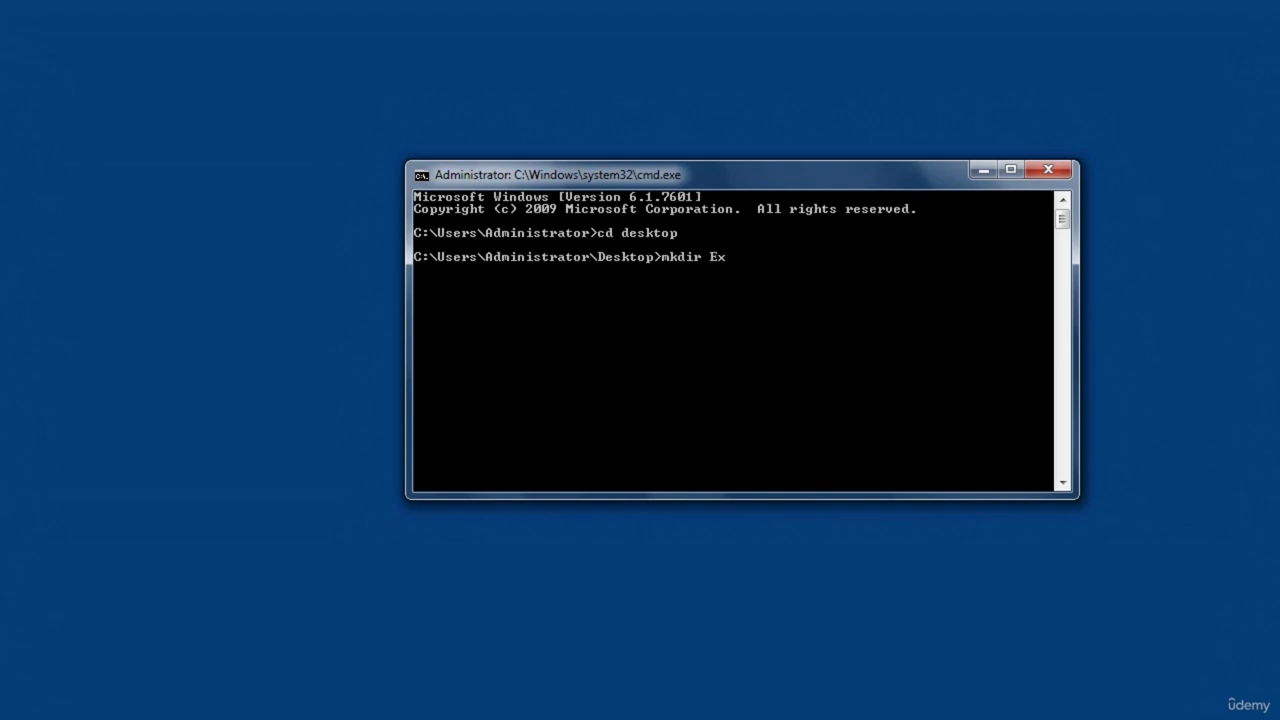 Administrator: C:\Windows\system32\cmd.exe
Microsoft Windows [Version 6.1.7601]
Copyright (c) 2009 Microsoft Corporation.  All rights reserved.
C:\Users\Administrator>cd desktop
C:\Users\Administrator\Desktop>mkdir Ex
ûdemy